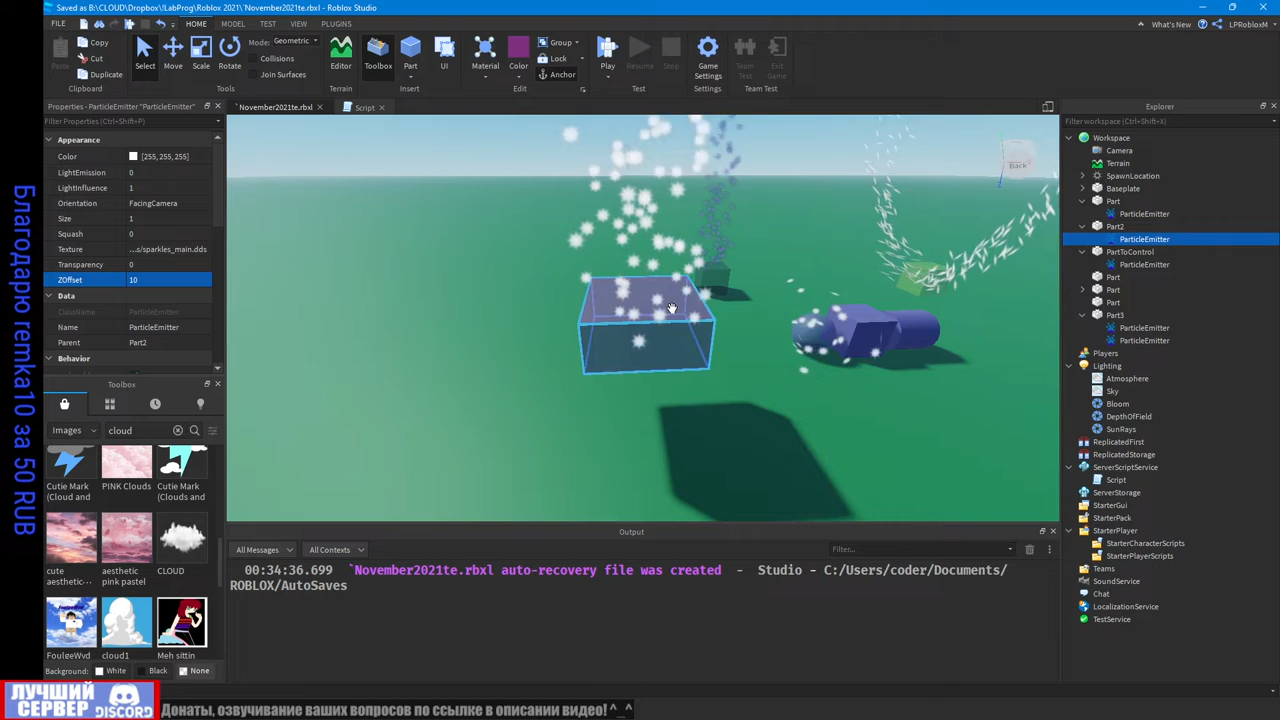 Saved as B:\CLOUD\Dropbox\!LabProg\Roblox 2021\`November2021te.rbxl - Roblox Studio
FILE
HOME
MODEL
TEST
VIEW
PLUGINS
What's New
LPRobloxM
Paste
Copy
Cut
Duplicate
Clipboard
Select
Move
Scale
Rotate
Mode: Geometric
Collisions
Join Surfaces
Tools
Editor
Terrain
Toolbox
Part
UI
Insert
Material
Color
Group
Lock
Anchor
Edit
Play
Resume
Stop
Test
Game Settings
Settings
Team Test
Exit Game
Team Test
Properties - ParticleEmitter "ParticleEmitter"
Filter Properties (Ctrl+Shift+P)
Appearance
Color [255, 255, 255]
LightEmission 0
LightInfluence 1
Orientation FacingCamera
Size 1
Squash 0
Texture ...s/sparkles_main.dds
Transparency 0
ZOffset 10
Data
ClassName ParticleEmitter
Name ParticleEmitter
Parent Part2
Behavior
Toolbox
Images
cloud
Cutie Mark (Cloud and
PINK Clouds
Cutie Mark (Clouds and
cute aesthetic-...
aesthetic pink pastel
CLOUD
FoulgeWvd
cloud1
Meh sittin
Background: White Black None
`November2021te.rbxl
Script
Back
Output
All Messages
All Contexts
Filter...
00:34:36.699 `November2021te.rbxl auto-recovery file was created - Studio - C:/Users/coder/Documents/
ROBLOX/AutoSaves
Explorer
Filter workspace (Ctrl+Shift+X)
Workspace
Camera
Terrain
SpawnLocation
Baseplate
Part
ParticleEmitter
Part2
ParticleEmitter
PartToControl
ParticleEmitter
Part
Part
Part
Part3
ParticleEmitter
ParticleEmitter
Players
Lighting
Atmosphere
Sky
Bloom
DepthOfField
SunRays
ReplicatedFirst
ReplicatedStorage
ServerScriptService
Script
ServerStorage
StarterGui
StarterPack
StarterPlayer
StarterCharacterScripts
StarterPlayerScripts
Teams
SoundService
Chat
LocalizationService
TestService
Благодарю remka10 за 50 RUB
ЛУЧШИЙ
СЕРВЕР
DISCORD
Донаты, озвучивание ваших вопросов по ссылке в описании видео! ^_^